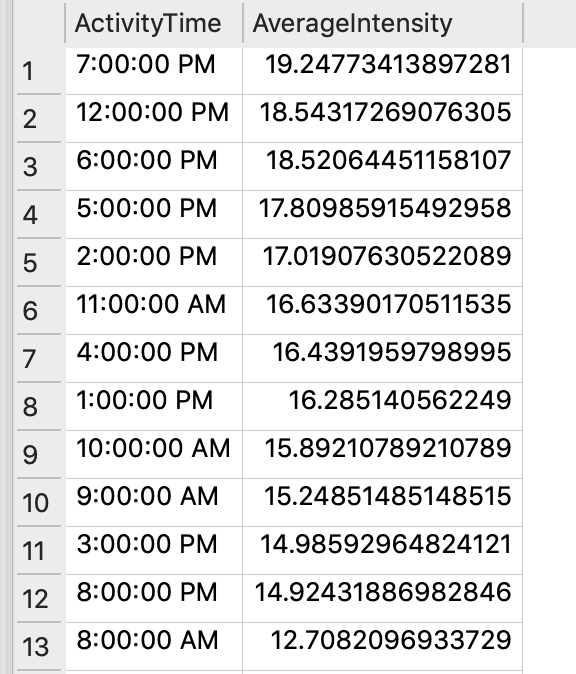 ActivityTime AverageIntensity
1 7:00:00 PM 19.24773413897281
2 12:00:00 PM 18.54317269076305
3 6:00:00 PM 18.52064451158107
4 5:00:00 PM 17.80985915492958
5 2:00:00 PM 17.01907630522089
6 11:00:00 AM 16.63390170511535
7 4:00:00 PM 16.4391959798995
8 1:00:00 PM 16.285140562249
9 10:00:00 AM 15.89210789210789
10 9:00:00 AM 15.24851485148515
11 3:00:00 PM 14.98592964824121
12 8:00:00 PM 14.92431886982846
13 8:00:00 AM 12.7082096933729